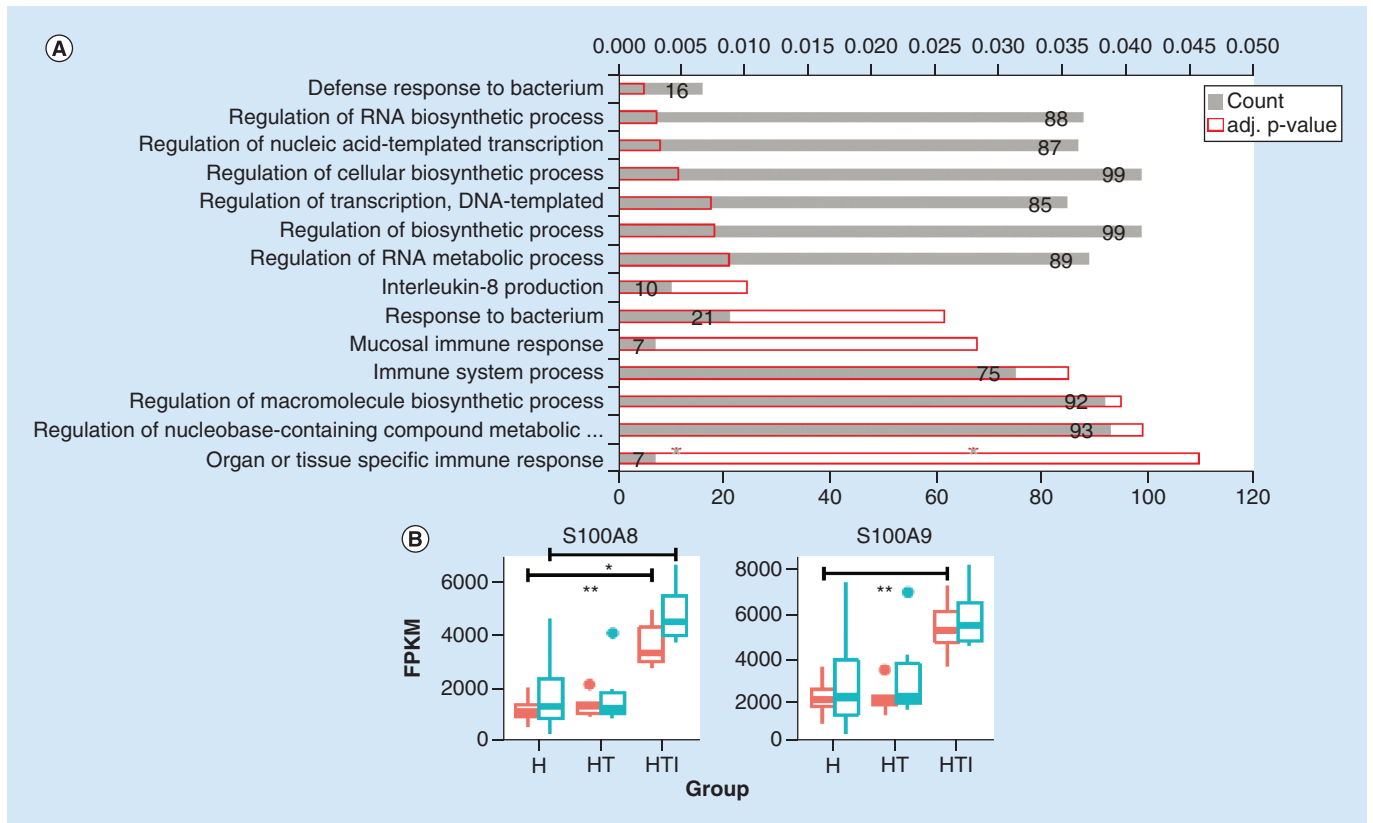 A
0.000 0.005 0.010 0.015 0.020 0.025 0.030 0.035 0.040 0.045 0.050
Count
adj. p-value
Defense response to bacterium 16
Regulation of RNA biosynthetic process 88
Regulation of nucleic acid-templated transcription 87
Regulation of cellular biosynthetic process 99
Regulation of transcription, DNA-templated 85
Regulation of biosynthetic process 99
Regulation of RNA metabolic process 89
Interleukin-8 production 10
Response to bacterium 21
Mucosal immune response 7
Immune system process 75
Regulation of macromolecule biosynthetic process 92
Regulation of nucleobase-containing compound metabolic ... 93
Organ or tissue specific immune response 7
* *
0 20 40 60 80 100 120
B
S100A8
*
**
FPKM
6000
4000
2000
0
H HT HTI
S100A9
**
8000
6000
4000
2000
0
H HT HTI
Group